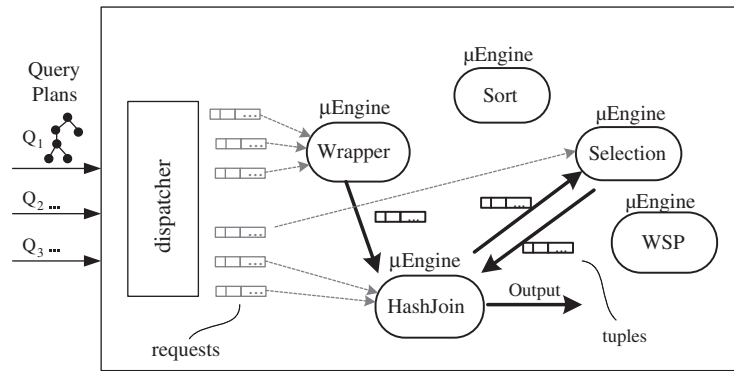 Query
Plans
Q1
Q2 ...
Q3 ...
dispatcher
requests
μEngine
Wrapper
μEngine
Sort
μEngine
Selection
μEngine
WSP
μEngine
HashJoin
Output
tuples